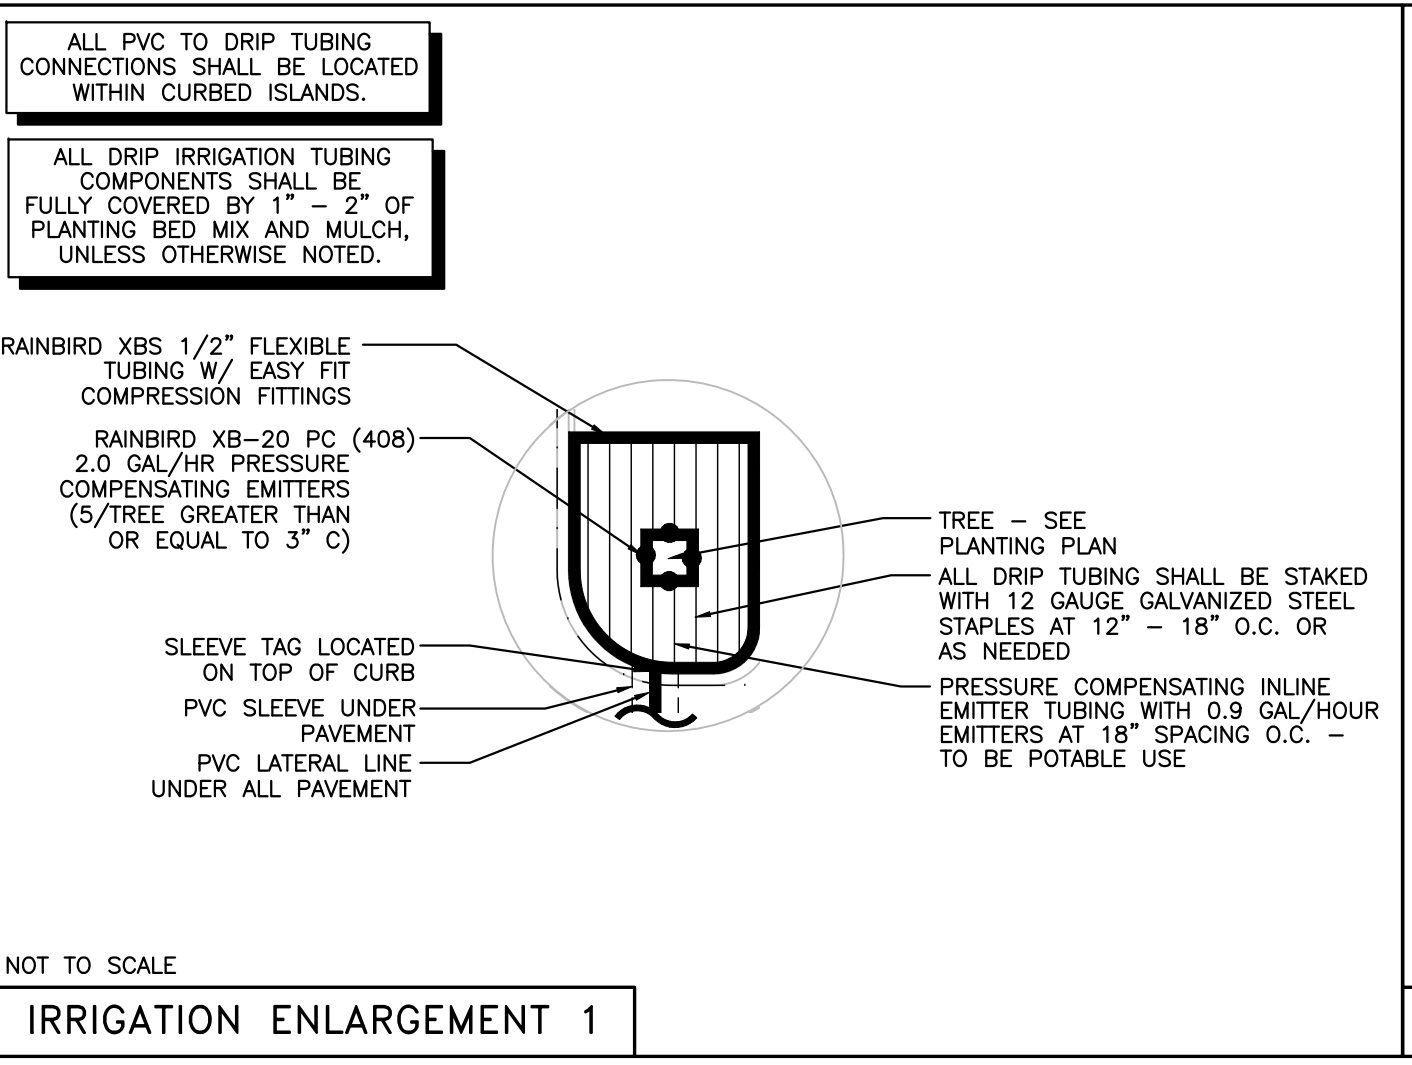 ALL PVC TO DRIP TUBING
CONNECTIONS SHALL BE LOCATED
WITHIN CURBED ISLANDS.
ALL DRIP IRRIGATION TUBING
COMPONENTS SHALL BE
FULLY COVERED BY 1” – 2” OF
PLANTING BED MIX AND MULCH,
UNLESS OTHERWISE NOTED.
RAINBIRD XBS 1/2” FLEXIBLE
TUBING W/ EASY FIT
COMPRESSION FITTINGS
RAINBIRD XB–20 PC (408)
2.0 GAL/HR PRESSURE
COMPENSATING EMITTERS
(5/TREE GREATER THAN
OR EQUAL TO 3” C)
SLEEVE TAG LOCATED
ON TOP OF CURB
PVC SLEEVE UNDER
PAVEMENT
PVC LATERAL LINE
UNDER ALL PAVEMENT
TREE – SEE
PLANTING PLAN
ALL DRIP TUBING SHALL BE STAKED
WITH 12 GAUGE GALVANIZED STEEL
STAPLES AT 12” – 18” O.C. OR
AS NEEDED
PRESSURE COMPENSATING INLINE
EMITTER TUBING WITH 0.9 GAL/HOUR
EMITTERS AT 18” SPACING O.C. –
TO BE POTABLE USE
NOT TO SCALE
IRRIGATION ENLARGEMENT 1